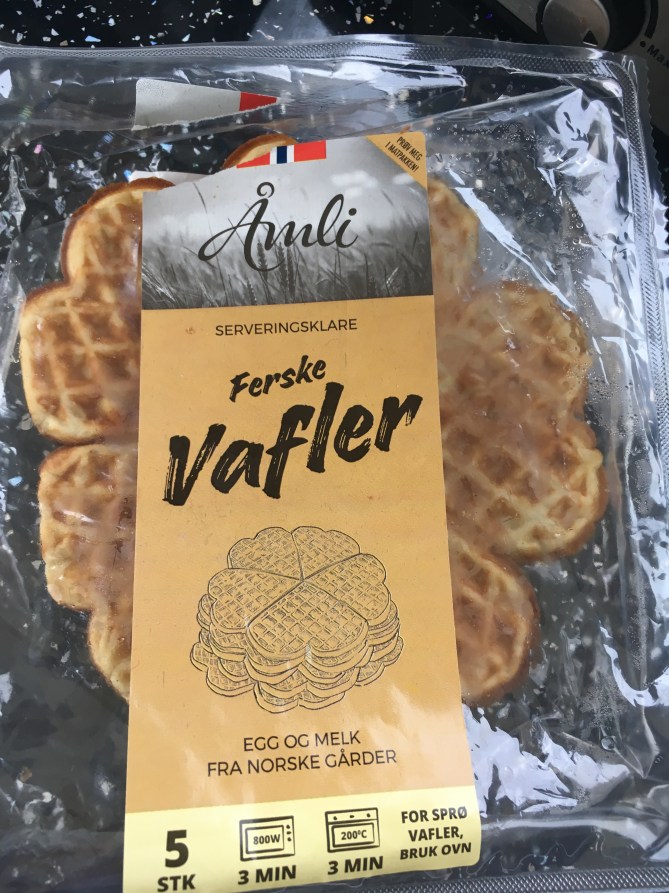 PRØV MEG
I MATPAKKEN!
Åmli
SERVERINGSKLARE
Ferske
Vafler
EGG OG MELK
FRA NORSKE GÅRDER
5
STK
800W
3 MIN
200°C
3 MIN
FOR SPRØ
VAFLER,
BRUK OVN